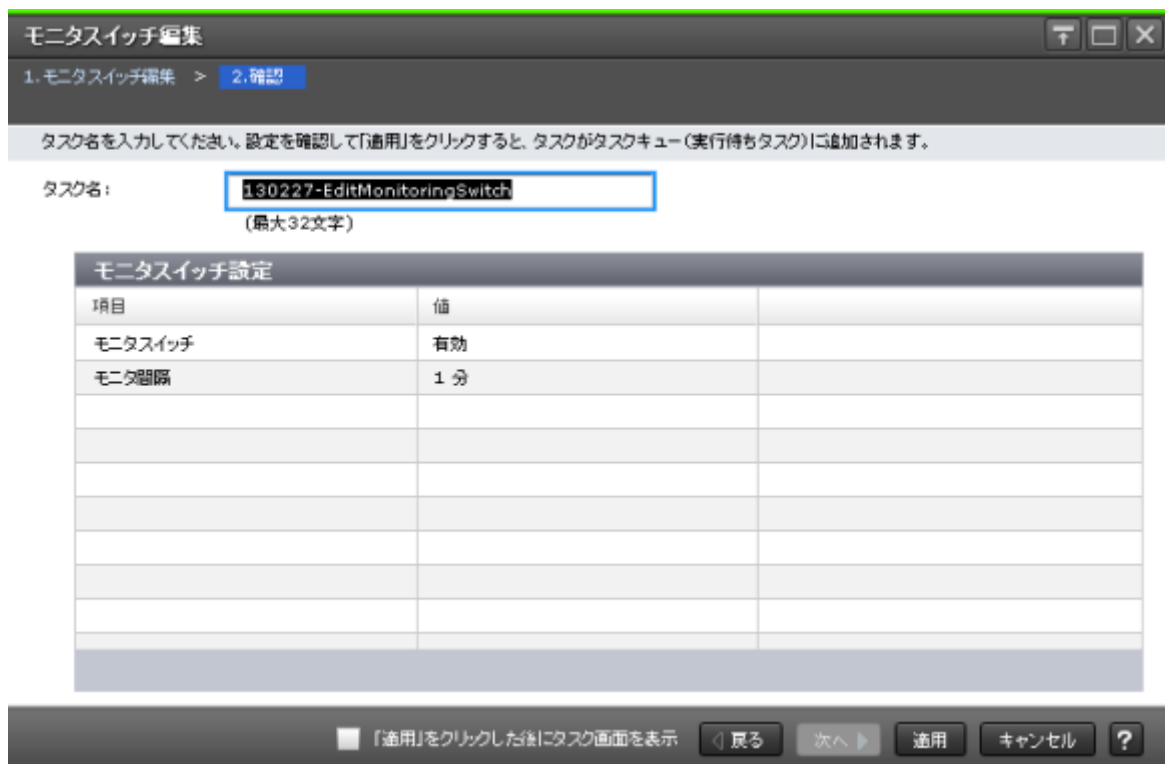 モニタスイッチ編集
1.モニタスイッチ編集 > 2.確認
タスク名を入力してください。設定を確認して「適用」をクリックすると、タスクがタスクキュー(実行待ちタスク)に追加されます。
タスク名: 130227-EditMonitoringSwitch
(最大32文字)
モニタスイッチ設定
項目 値
モニタスイッチ 有効
モニタ間隔 1 分
「適用」をクリックした後にタスク画面を表示 戻る 次へ 適用 キャンセル ?